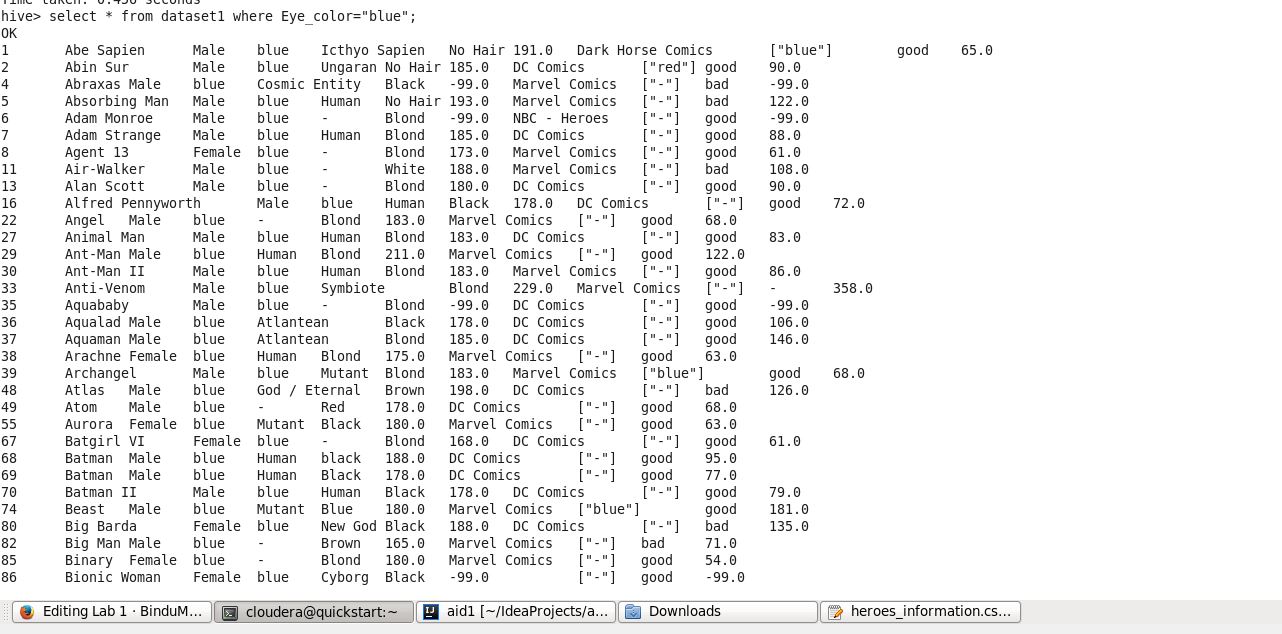 Time taken: 0.456 seconds
hive> select * from dataset1 where Eye_color="blue";
OK
1 Abe Sapien Male blue Icthyo Sapien No Hair 191.0 Dark Horse Comics ["blue"] good 65.0
2 Abin Sur Male blue Ungaran No Hair 185.0 DC Comics ["red"] good 90.0
4 Abraxas Male blue Cosmic Entity Black -99.0 Marvel Comics ["-"] bad -99.0
5 Absorbing Man Male blue Human No Hair 193.0 Marvel Comics ["-"] bad 122.0
6 Adam Monroe Male blue - Blond -99.0 NBC - Heroes ["-"] good -99.0
7 Adam Strange Male blue Human Blond 185.0 DC Comics ["-"] good 88.0
8 Agent 13 Female blue - Blond 173.0 Marvel Comics ["-"] good 61.0
11 Air-Walker Male blue - White 188.0 Marvel Comics ["-"] bad 108.0
13 Alan Scott Male blue - Blond 180.0 DC Comics ["-"] good 90.0
16 Alfred Pennyworth Male blue Human Black 178.0 DC Comics ["-"] good 72.0
22 Angel Male blue - Blond 183.0 Marvel Comics ["-"] good 68.0
27 Animal Man Male blue Human Blond 183.0 DC Comics ["-"] good 83.0
29 Ant-Man Male blue Human Blond 211.0 Marvel Comics ["-"] good 122.0
30 Ant-Man II Male blue Human Blond 183.0 Marvel Comics ["-"] good 86.0
33 Anti-Venom Male blue Symbiote Blond 229.0 Marvel Comics ["-"] - 358.0
35 Aquababy Male blue - Blond -99.0 DC Comics ["-"] good -99.0
36 Aqualad Male blue Atlantean Black 178.0 DC Comics ["-"] good 106.0
37 Aquaman Male blue Atlantean Blond 185.0 DC Comics ["-"] good 146.0
38 Arachne Female blue Human Blond 175.0 Marvel Comics ["-"] good 63.0
39 Archangel Male blue Mutant Blond 183.0 Marvel Comics ["blue"] good 68.0
48 Atlas Male blue God / Eternal Brown 198.0 DC Comics ["-"] bad 126.0
49 Atom Male blue - Red 178.0 DC Comics ["-"] good 68.0
55 Aurora Female blue Mutant Black 180.0 Marvel Comics ["-"] good 63.0
67 Batgirl VI Female blue - Blond 168.0 DC Comics ["-"] good 61.0
68 Batman Male blue Human black 188.0 DC Comics ["-"] good 95.0
69 Batman Male blue Human Black 178.0 DC Comics ["-"] good 77.0
70 Batman II Male blue Human Black 178.0 DC Comics ["-"] good 79.0
74 Beast Male blue Mutant Blue 180.0 Marvel Comics ["blue"] good 181.0
80 Big Barda Female blue New God Black 188.0 DC Comics ["-"] bad 135.0
82 Big Man Male blue - Brown 165.0 Marvel Comics ["-"] bad 71.0
85 Binary Female blue - Blond 180.0 Marvel Comics ["-"] good 54.0
86 Bionic Woman Female blue Cyborg Black -99.0 ["-"] good -99.0
Editing Lab 1 · BinduM... cloudera@quickstart:~ aid1 [~/IdeaProjects/a... Downloads heroes_information.cs...